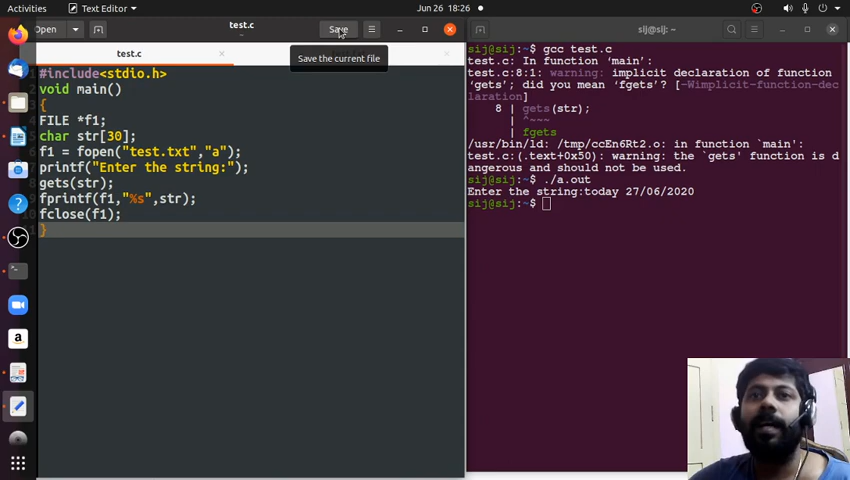 Activities
Text Editor
Jun 26 18:26
Open
test.c
Save
sij@sij: ~
test.c
Save the current file
#include<stdio.h>
void main()
{
FILE *f1;
char str[30];
f1 = fopen("test.txt","a");
printf("Enter the string:");
gets(str);
fprintf(f1,"%s",str);
fclose(f1);
}
sij@sij:~$ gcc test.c
test.c: In function ‘main’:
test.c:8:1: warning: implicit declaration of function
‘gets’; did you mean ‘fgets’? [-Wimplicit-function-dec
laration]
8 | gets(str);
| ^~~~
| fgets
/usr/bin/ld: /tmp/ccEn6Rt2.o: in function `main':
test.c:(.text+0x50): warning: the `gets' function is d
angerous and should not be used.
sij@sij:~$ ./a.out
Enter the string:today 27/06/2020
sij@sij:~$